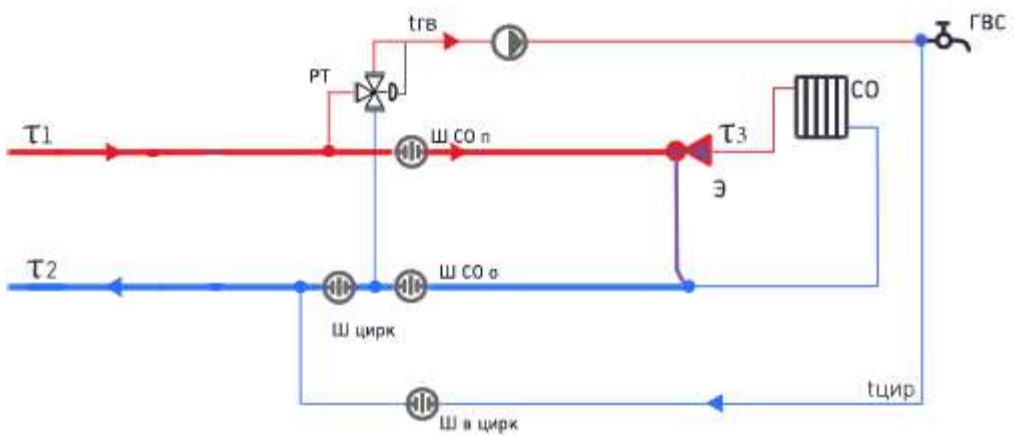 tгв
ГВС
РТ
СО
τ1
Ш СО п
τ3
Э
τ2
Ш СО о
Ш цирк
tцир
Ш в цирк